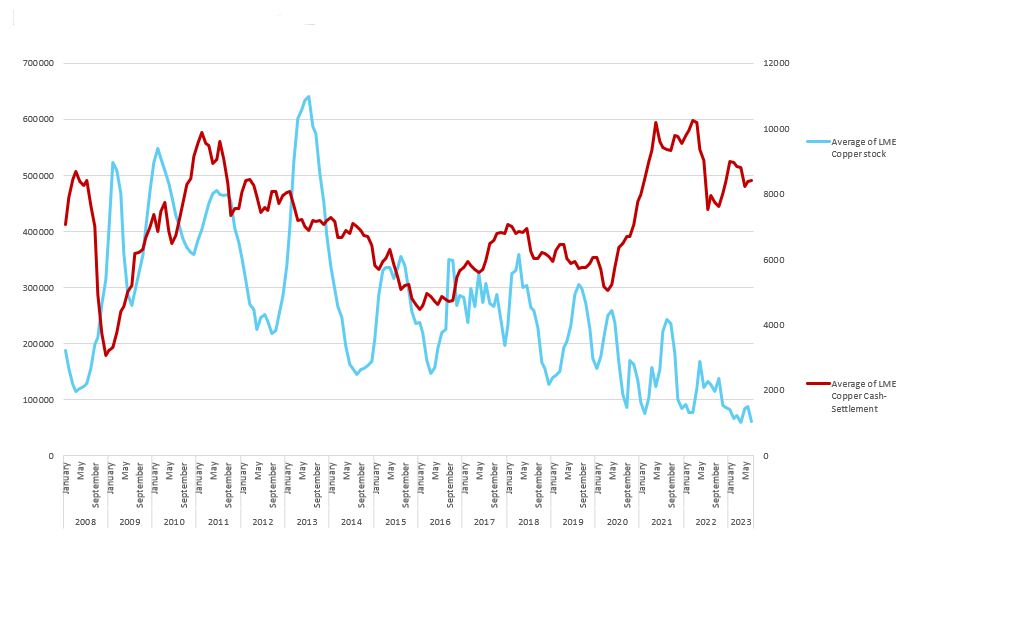 700000
600000
500000
400000
300000
200000
100000
0
12000
10000
8000
6000
4000
2000
0
Average of LME
Copper stock
Average of LME
Copper Cash-
Settlement
January May September January May September January May September January May September January May September January May September January May September January May September January May September January May September January May September January May September January May September January May September January May September January May
2008 2009 2010 2011 2012 2013 2014 2015 2016 2017 2018 2019 2020 2021 2022 2023